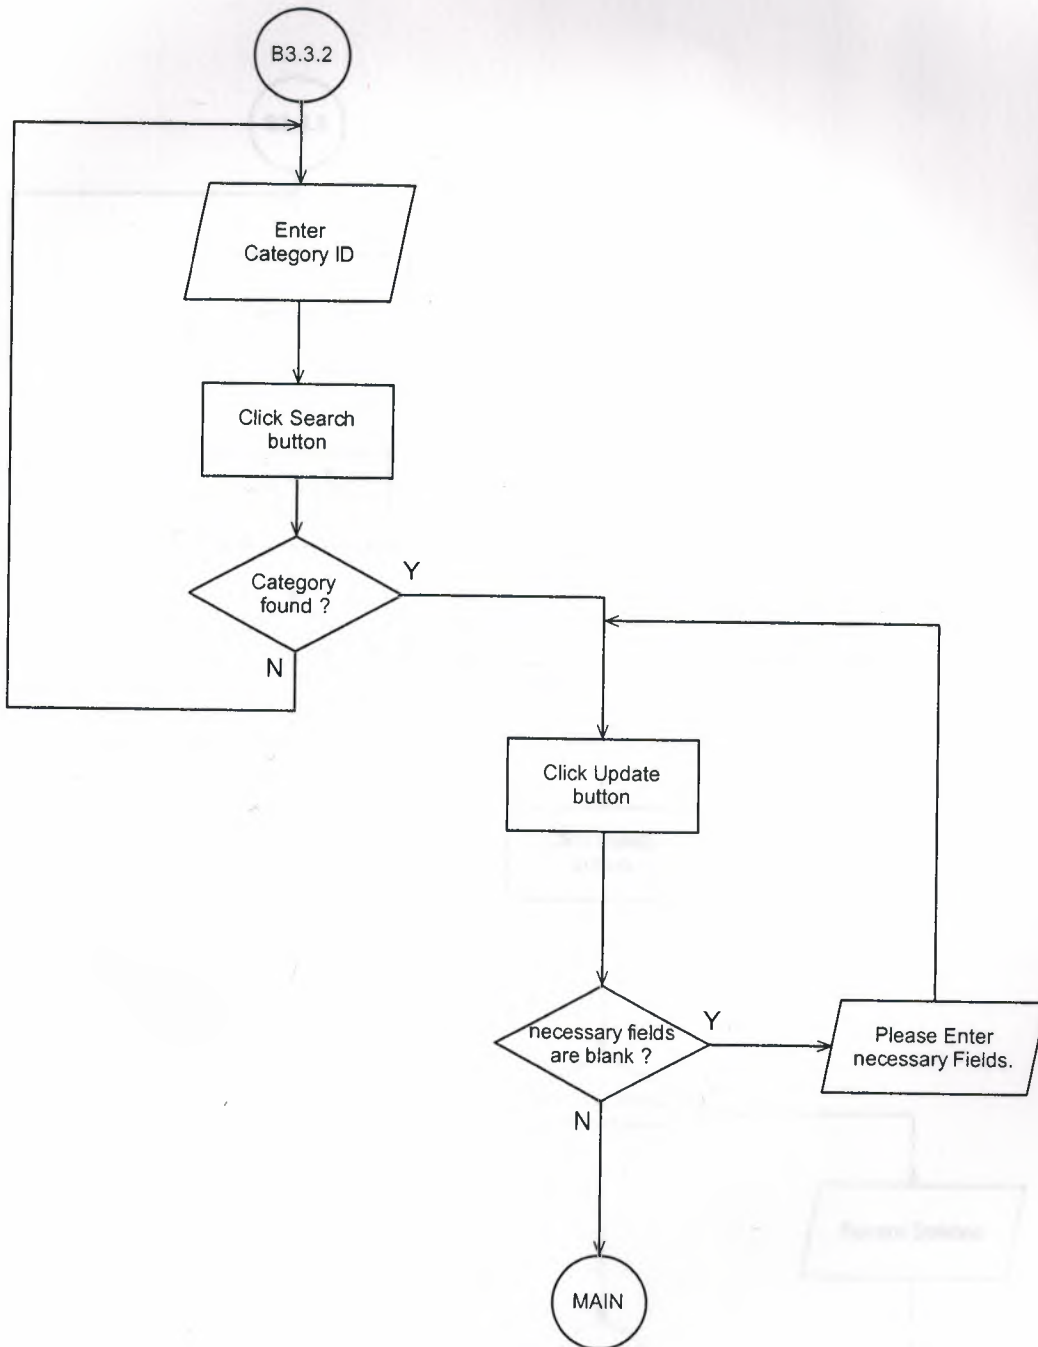 B3.3.2
Enter
Category ID
Click Search
button
Category
found ?
Y
N
Click Update
button
necessary fields
are blank ?
Y
Please Enter
necessary Fields.
N
MAIN